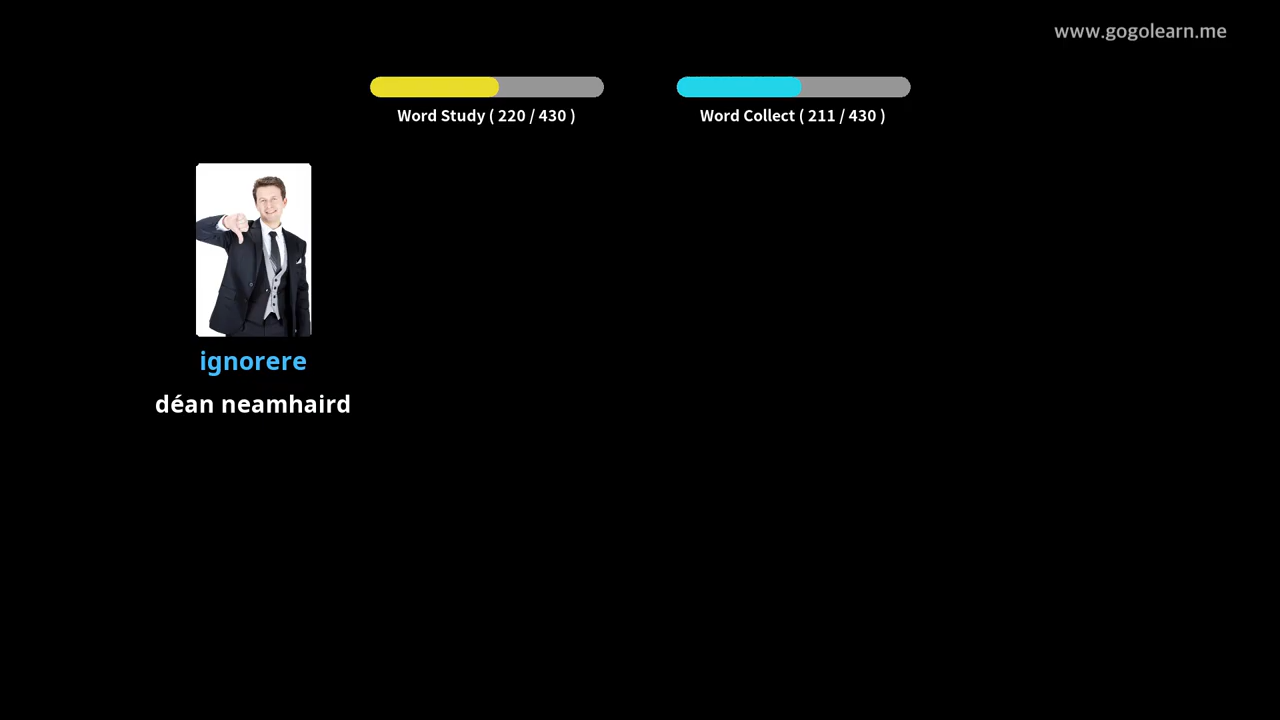 www.gogolearn.me
Word Study ( 220 / 430 )
Word Collect ( 211 / 430 )
ignorere
déan neamhaird